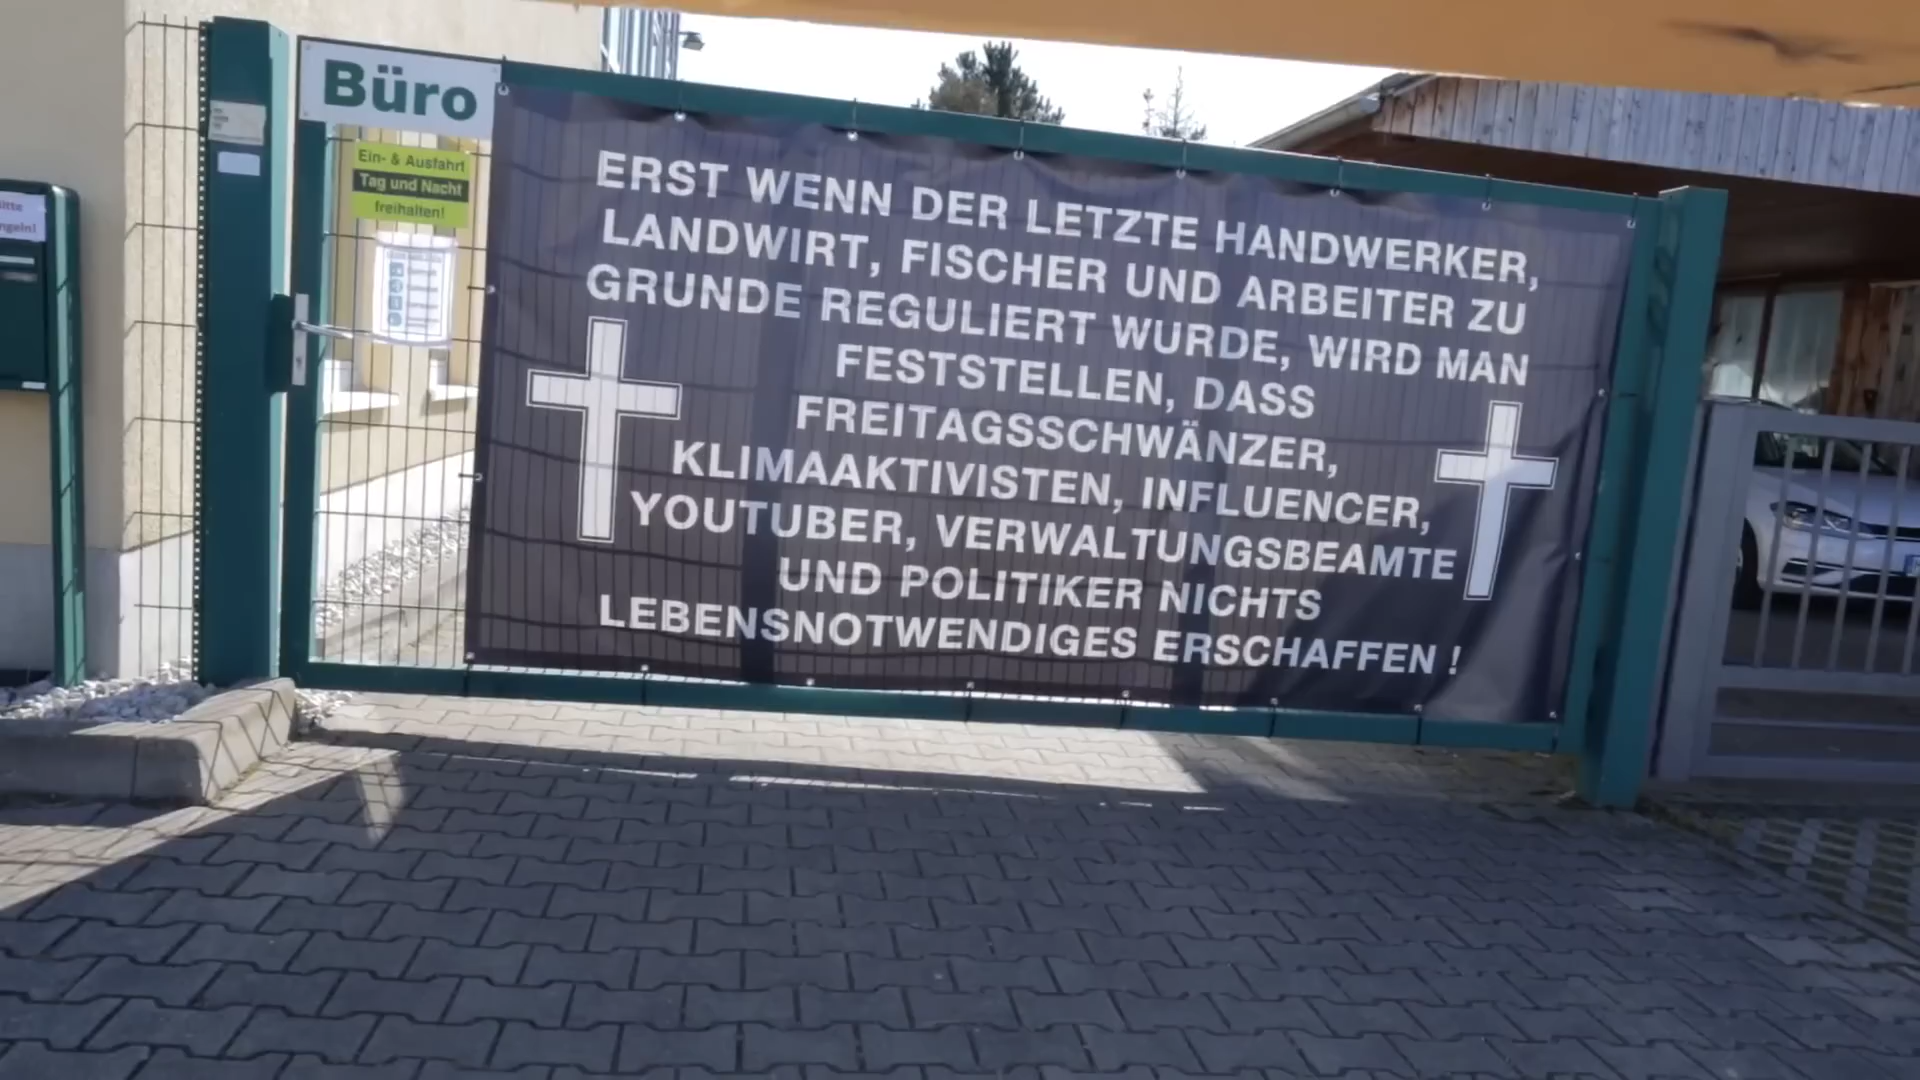 Büro
Ein- & Ausfahrt
Tag und Nacht
freihalten!
ERST WENN DER LETZTE HANDWERKER,
LANDWIRT, FISCHER UND ARBEITER ZU
GRUNDE REGULIERT WURDE, WIRD MAN
FESTSTELLEN, DASS
FREITAGSSCHWÄNZER,
KLIMAAKTIVISTEN, INFLUENCER,
YOUTUBER, VERWALTUNGSBEAMTE
UND POLITIKER NICHTS
LEBENSNOTWENDIGES ERSCHAFFEN !